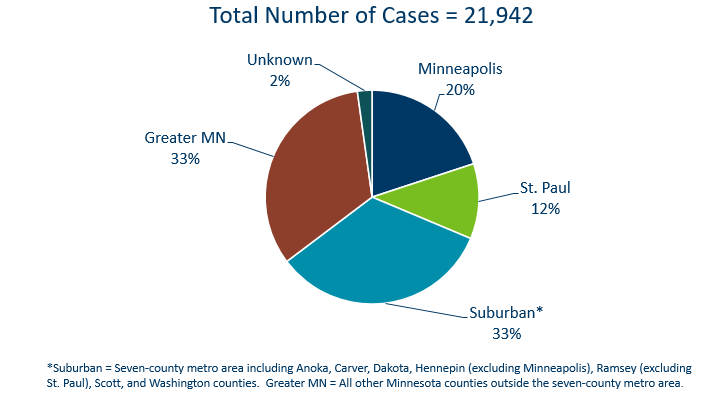 Total Number of Cases = 21,942
Unknown
2%
Minneapolis
20%
Greater MN
33%
St. Paul
12%
Suburban*
33%
*Suburban = Seven-county metro area including Anoka, Carver, Dakota, Hennepin (excluding Minneapolis), Ramsey (excluding
St. Paul), Scott, and Washington counties.  Greater MN = All other Minnesota counties outside the seven-county metro area.